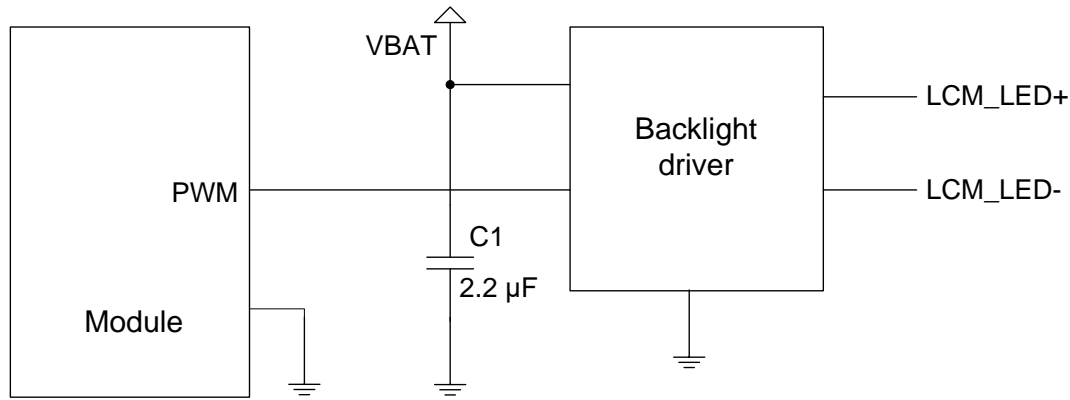 VBAT
Backlight
driver
LCM_LED+
PWM
LCM_LED-
C1
2.2 µF
Module